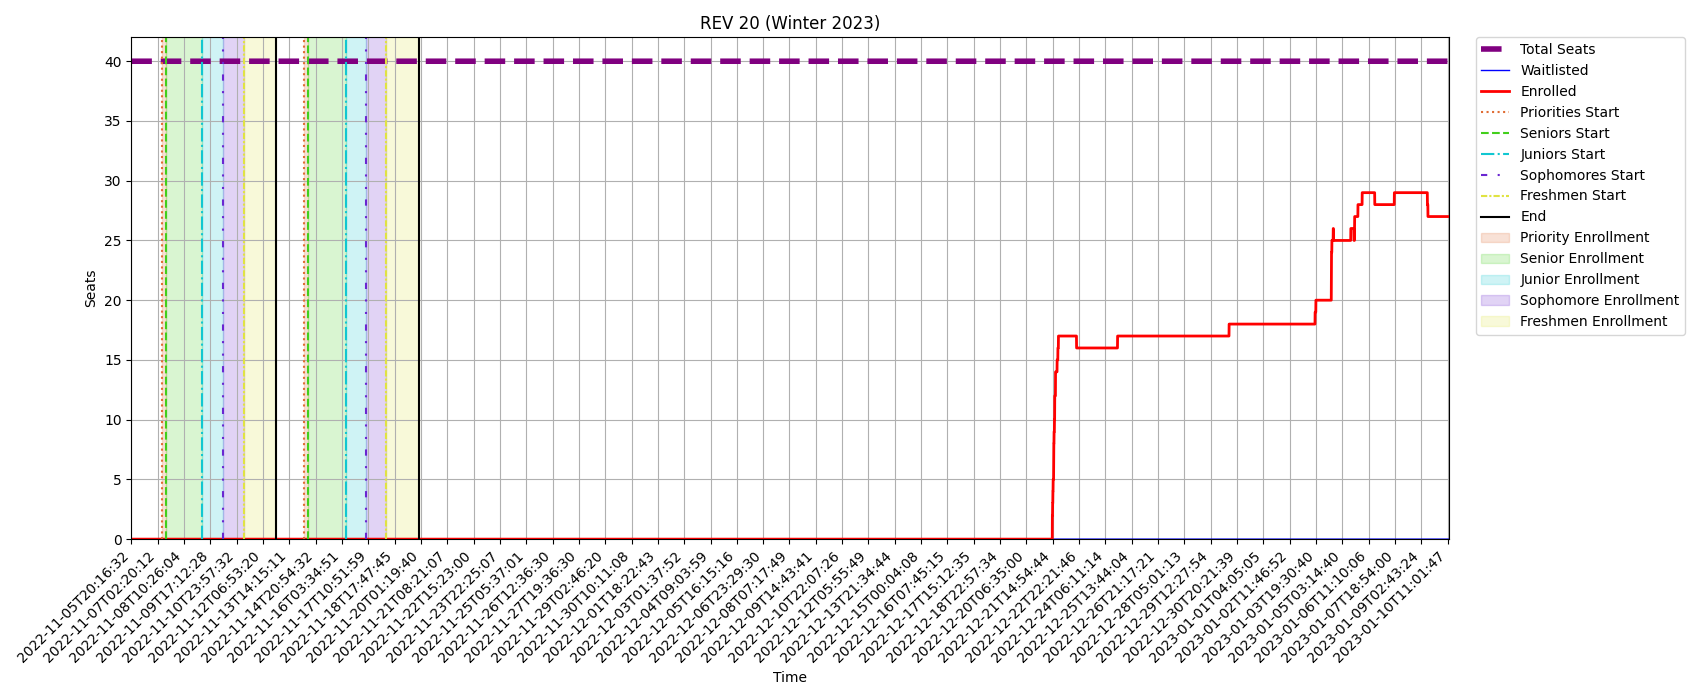 REV 20 (Winter 2023)
Seats
40
35
30
25
20
15
10
5
0
2022-11-05T20:16:32
2022-11-07T02:20:12
2022-11-08T10:26:04
2022-11-09T17:12:28
2022-11-10T23:57:32
2022-11-12T06:53:20
2022-11-13T14:15:11
2022-11-14T20:54:32
2022-11-16T03:34:51
2022-11-17T10:51:59
2022-11-18T17:47:45
2022-11-20T01:19:40
2022-11-21T08:21:07
2022-11-22T15:23:00
2022-11-23T22:25:07
2022-11-25T05:37:01
2022-11-26T12:36:30
2022-11-27T19:36:30
2022-11-29T02:46:20
2022-11-30T10:11:08
2022-12-01T18:22:43
2022-12-03T01:37:52
2022-12-04T09:03:59
2022-12-05T16:15:16
2022-12-06T23:29:30
2022-12-08T07:17:49
2022-12-09T14:43:41
2022-12-10T22:07:26
2022-12-12T05:55:49
2022-12-13T12:34:44
2022-12-15T00:04:08
2022-12-16T07:45:15
2022-12-17T15:12:35
2022-12-18T22:57:34
2022-12-20T06:35:00
2022-12-21T14:54:44
2022-12-22T22:21:46
2022-12-24T06:11:14
2022-12-25T13:44:04
2022-12-26T21:17:21
2022-12-28T05:01:13
2022-12-29T12:27:54
2022-12-30T20:21:39
2023-01-01T04:05:05
2023-01-02T11:46:52
2023-01-03T19:30:40
2023-01-05T03:14:40
2023-01-06T11:10:06
2023-01-07T18:54:00
2023-01-09T02:43:24
2023-01-10T11:01:47
Time
Total Seats
Waitlisted
Enrolled
Priorities Start
Seniors Start
Juniors Start
Sophomores Start
Freshmen Start
End
Priority Enrollment
Senior Enrollment
Junior Enrollment
Sophomore Enrollment
Freshmen Enrollment